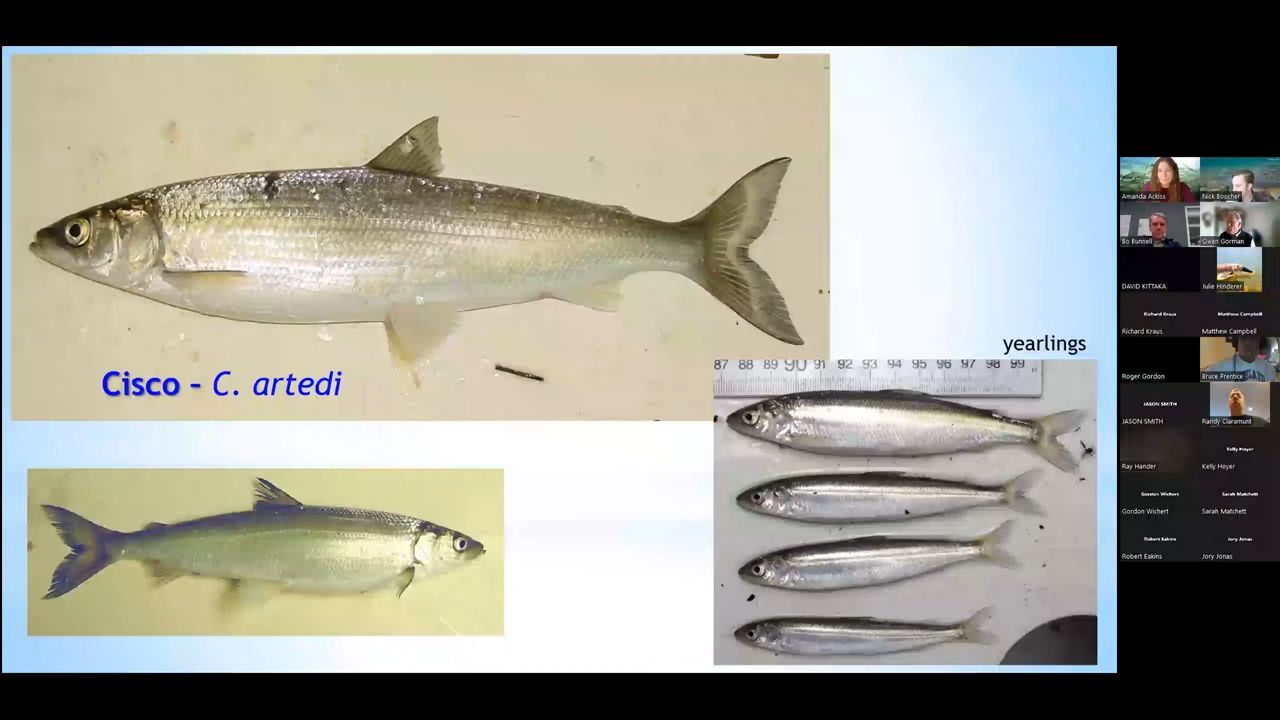 Cisco - C. artedi
yearlings
87 88 89 90 91 92 93 94 95 96 97 98 99
Amanda Ackiss
Nick Boucher
Bo Bunnell
Owen Gorman
DAVID KITTAKA
Julie Hinderer
Richard Kraus
Matthew Campbell
Richard Kraus
Matthew Campbell
Roger Gordon
Bruce Prentice
JASON SMITH
JASON SMITH
Randy Claramunt
Kelly Hoyer
Ray Hander
Kelly Hoyer
Gordon Wichert
Sarah Matchett
Gordon Wichert
Sarah Matchett
Robert Eakins
Jory Jonas
Robert Eakins
Jory Jonas